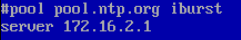 #pool pool.ntp.org iburst
server 172.16.2.1